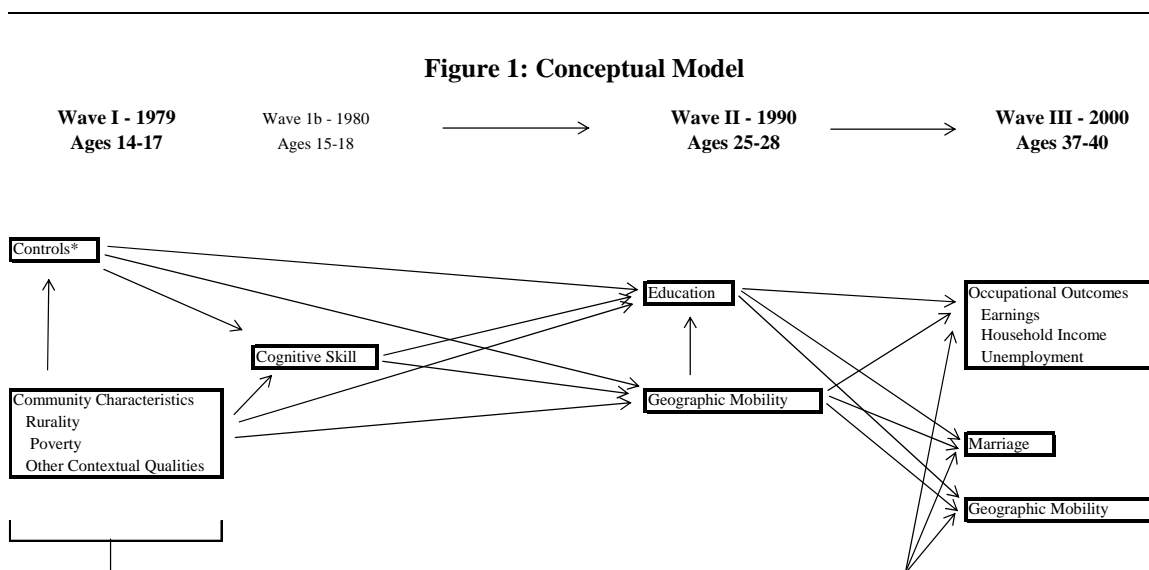 Figure 1: Conceptual Model
Wave I - 1979
Ages 14-17
Wave 1b - 1980
Ages 15-18
Wave II - 1990
Ages 25-28
Wave III - 2000
Ages 37-40
Controls*
Cognitive Skill
Community Characteristics
Rurality
Poverty
Other Contextual Qualities
Education
Geographic Mobility
Occupational Outcomes
Earnings
Household Income
Unemployment
Marriage
Geographic Mobility